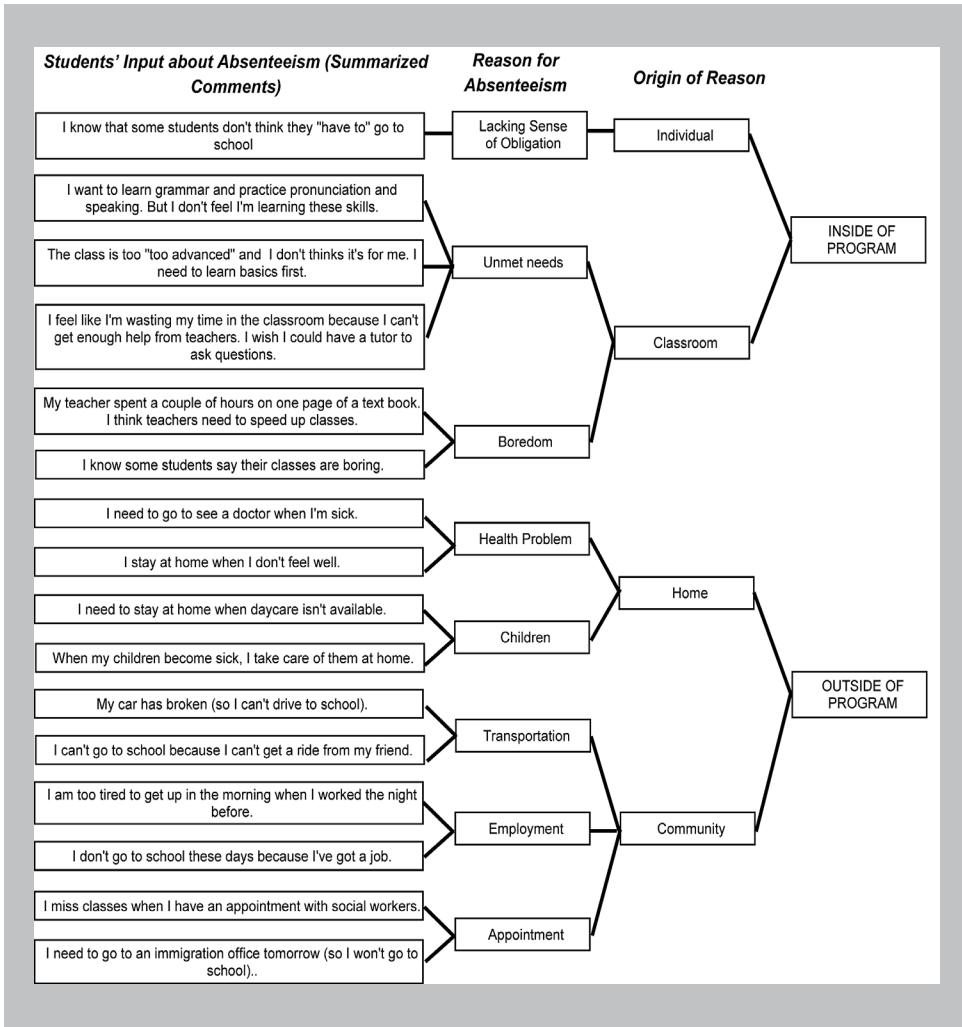 Students' Input about Absenteeism (Summarized
Comments)
Reason for
Absenteeism
Origin of Reason
I know that some students don't think they "have to" go to
school
Lacking Sense
of Obligation
Individual
I want to learn grammar and practice pronunciation and
speaking. But I don't feel I'm learning these skills.
The class is too "too advanced" and I don't thinks it's for me. I
need to learn basics first.
I feel like I'm wasting my time in the classroom because I can't
get enough help from teachers. I wish I could have a tutor to
ask questions.
Unmet needs
My teacher spent a couple of hours on one page of a text book.
I think teachers need to speed up classes.
I know some students say their classes are boring.
Boredom
Classroom
INSIDE OF
PROGRAM
I need to go to see a doctor when I'm sick.
I stay at home when I don't feel well.
Health Problem
I need to stay at home when daycare isn't available.
When my children become sick, I take care of them at home.
Children
Home
My car has broken (so I can't drive to school).
I can't go to school because I can't get a ride from my friend.
Transportation
I am too tired to get up in the morning when I worked the night
before.
I don't go to school these days because I've got a job.
Employment
I miss classes when I have an appointment with social workers.
I need to go to an immigration office tomorrow (so I won't go to
school)..
Appointment
Community
OUTSIDE OF
PROGRAM